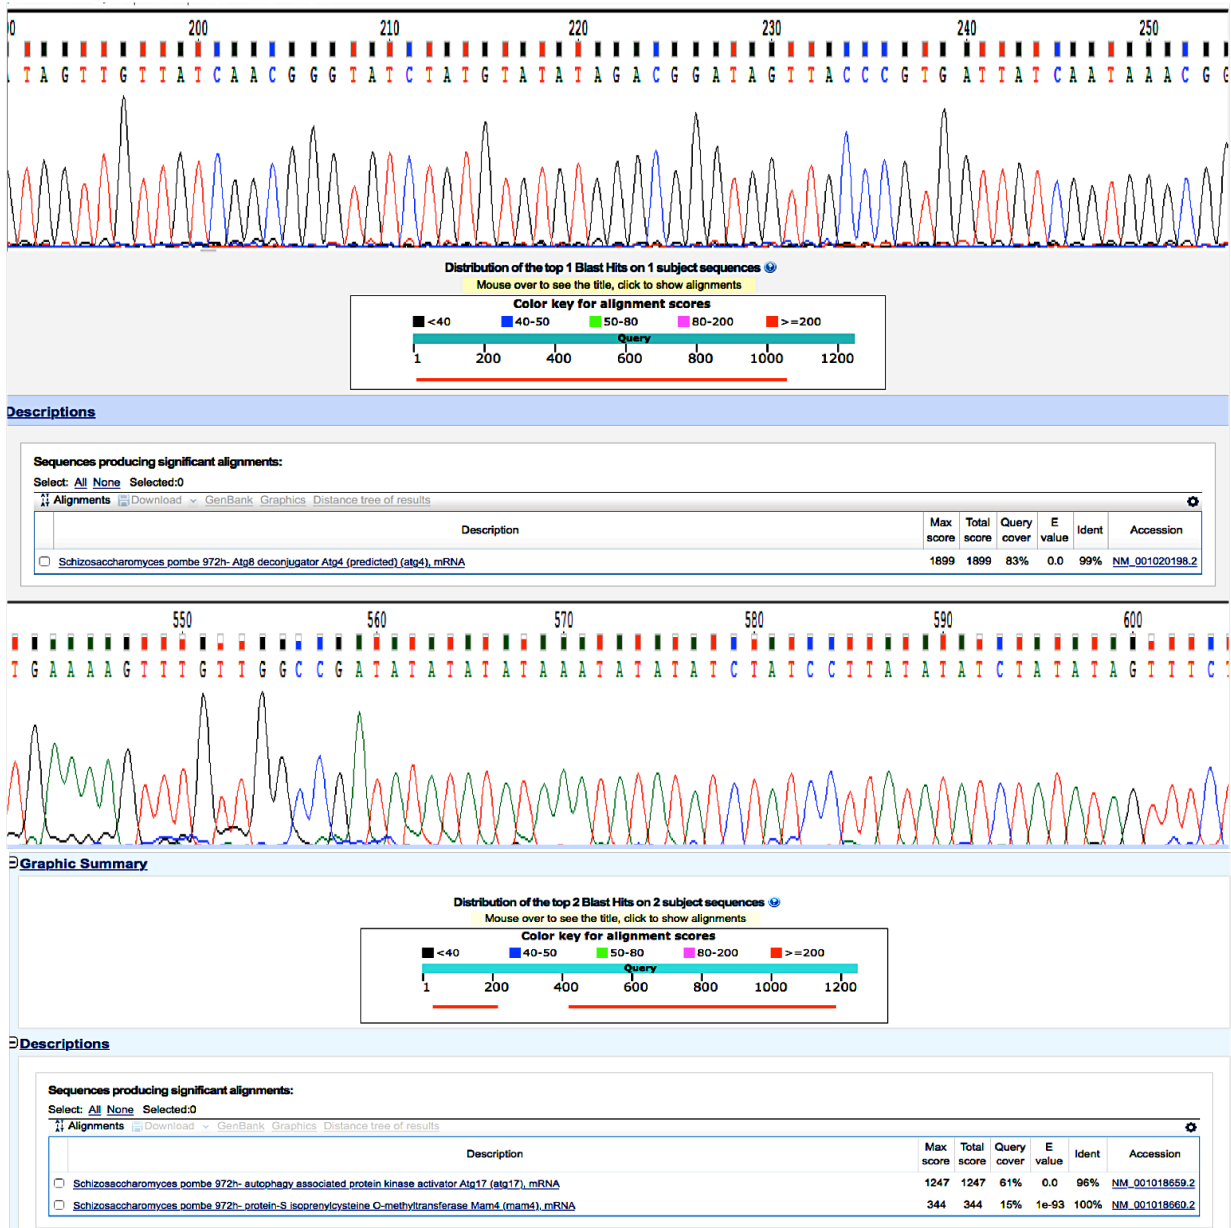 00 200 210 220 230 240 250
T A G T T G T T A T C A A C G G G T A T C T A T G T A T A T A G A C G G A T A G T T A C C C G T G A T T A T C A A T A A A C G G
Distribution of the top 1 Blast Hits on 1 subject sequences
Mouse over to see the title, click to show alignments
Color key for alignment scores
<40 40-50 50-80 80-200 >=200
Query
1 200 400 600 800 1000 1200
Descriptions
Sequences producing significant alignments:
Select: All None Selected:0
Alignments Download GenBank Graphics Distance tree of results
Description Max score Total score Query cover E value Ident Accession
Schizosaccharomyces pombe 972h- Atg8 deconjugator Atg4 (predicted) (atg4), mRNA 1899 1899 83% 0.0 99% NM_001020198.2
550 560 570 580 590 600
T G A A A A G T T T G T T G G C C G A T A T A T A T A T A A A T A T A T A T C T A T C C T T A T A T A T C T A T A T A G T T T C T
Graphic Summary
Distribution of the top 2 Blast Hits on 2 subject sequences
Mouse over to see the title, click to show alignments
Color key for alignment scores
<40 40-50 50-80 80-200 >=200
Query
1 200 400 600 800 1000 1200
Descriptions
Sequences producing significant alignments:
Select: All None Selected:0
Alignments Download GenBank Graphics Distance tree of results
Description Max score Total score Query cover E value Ident Accession
Schizosaccharomyces pombe 972h- autophagy associated protein kinase activator Atg17 (atg17), mRNA 1247 1247 61% 0.0 96% NM_001018659.2
Schizosaccharomyces pombe 972h- protein-S isoprenylcysteine O-methyltransferase Mam4 (mam4), mRNA 344 344 15% 1e-93 100% NM_001018660.2